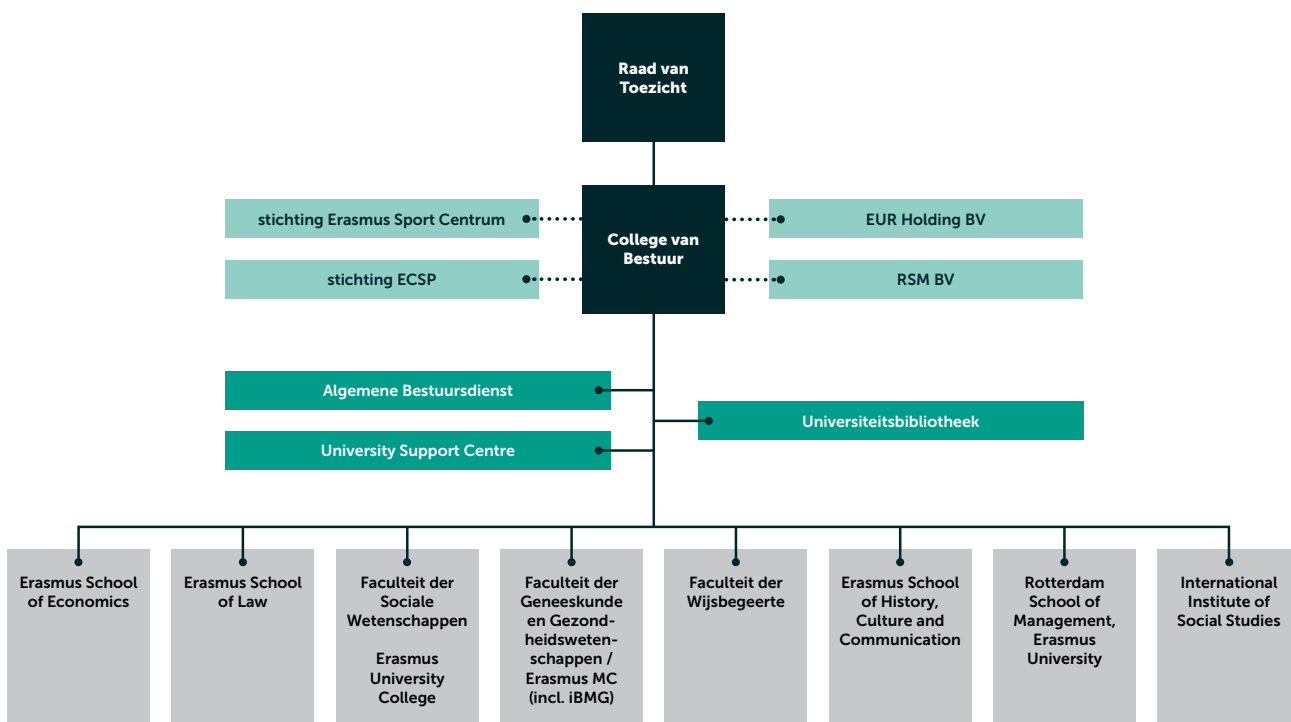 Raad van
Toezicht
stichting Erasmus Sport Centrum
EUR Holding BV
College van
Bestuur
stichting ECSP
RSM BV
Algemene Bestuursdienst
Universiteitsbibliotheek
University Support Centre
Erasmus School
of Economics
Erasmus School
of Law
Faculteit der
Sociale
Wetenschappen
Erasmus
University
College
Faculteit der
Geneeskunde
en Gezond-
heidsweten-
schappen /
Erasmus MC
(incl. iBMG)
Faculteit der
Wijsbegeerte
Erasmus School
of History,
Culture and
Communication
Rotterdam
School of
Management,
Erasmus
University
International
Institute of
Social Studies